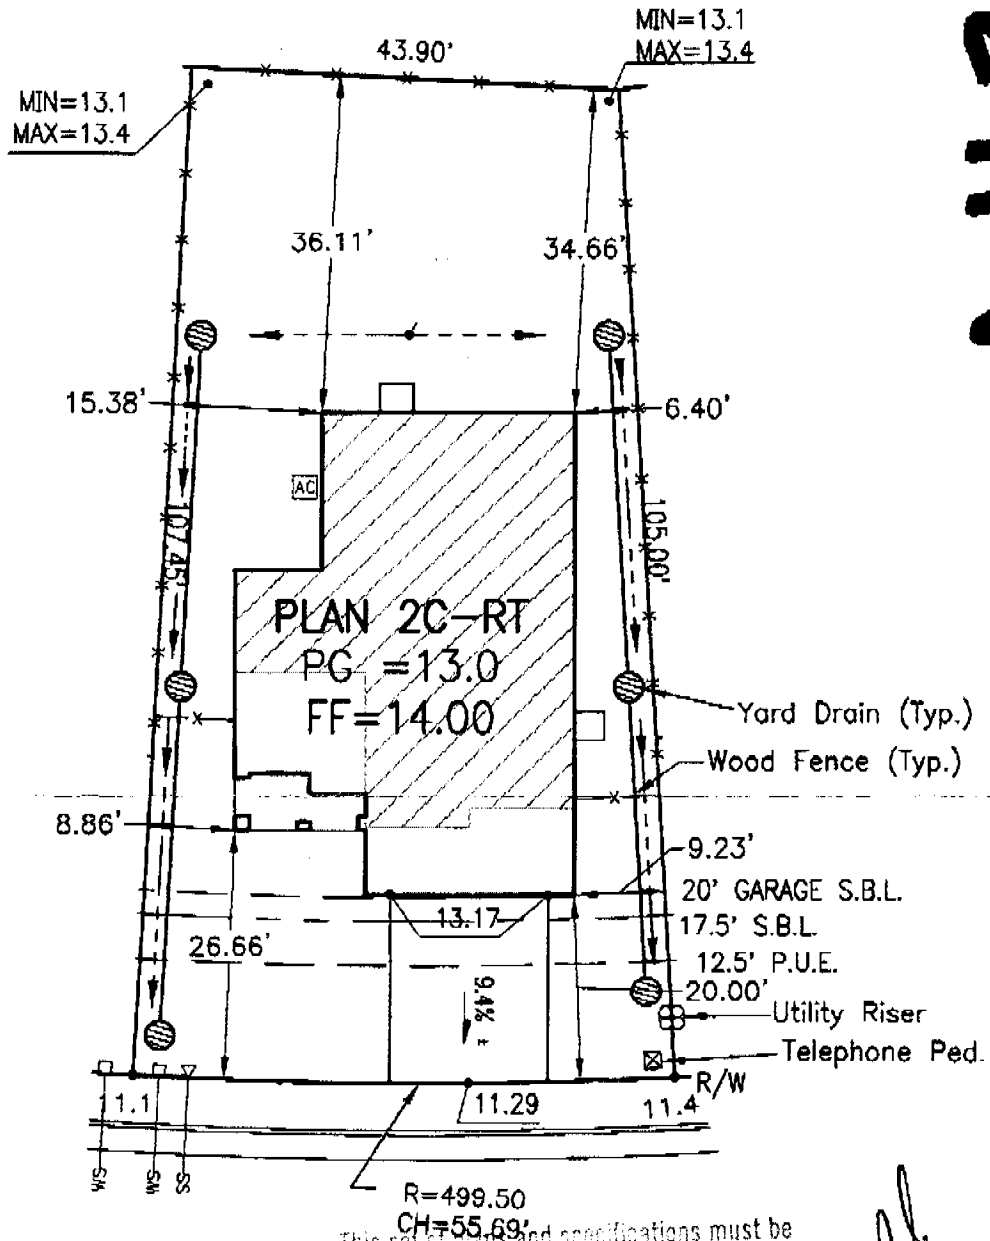 MIN=13.1
MAX=13.4
43.90'
MIN=13.1
MAX=13.4
36.11'
34.66'
15.38'
6.40'
AC
107.45'
105.00'
PLAN 2C-RT
PG =13.0
FF=14.00
Yard Drain (Typ.)
Wood Fence (Typ.)
8.86'
9.23'
20' GARAGE S.B.L.
13.17
17.5' S.B.L.
26.66'
12.5' P.U.E.
9.4% ±
20.00'
Utility Riser
Telephone Ped.
R/W
11.1
11.29
11.4
SW
SW
SS
R=499.50
CH=55.69'
This set of plans and specifications must be